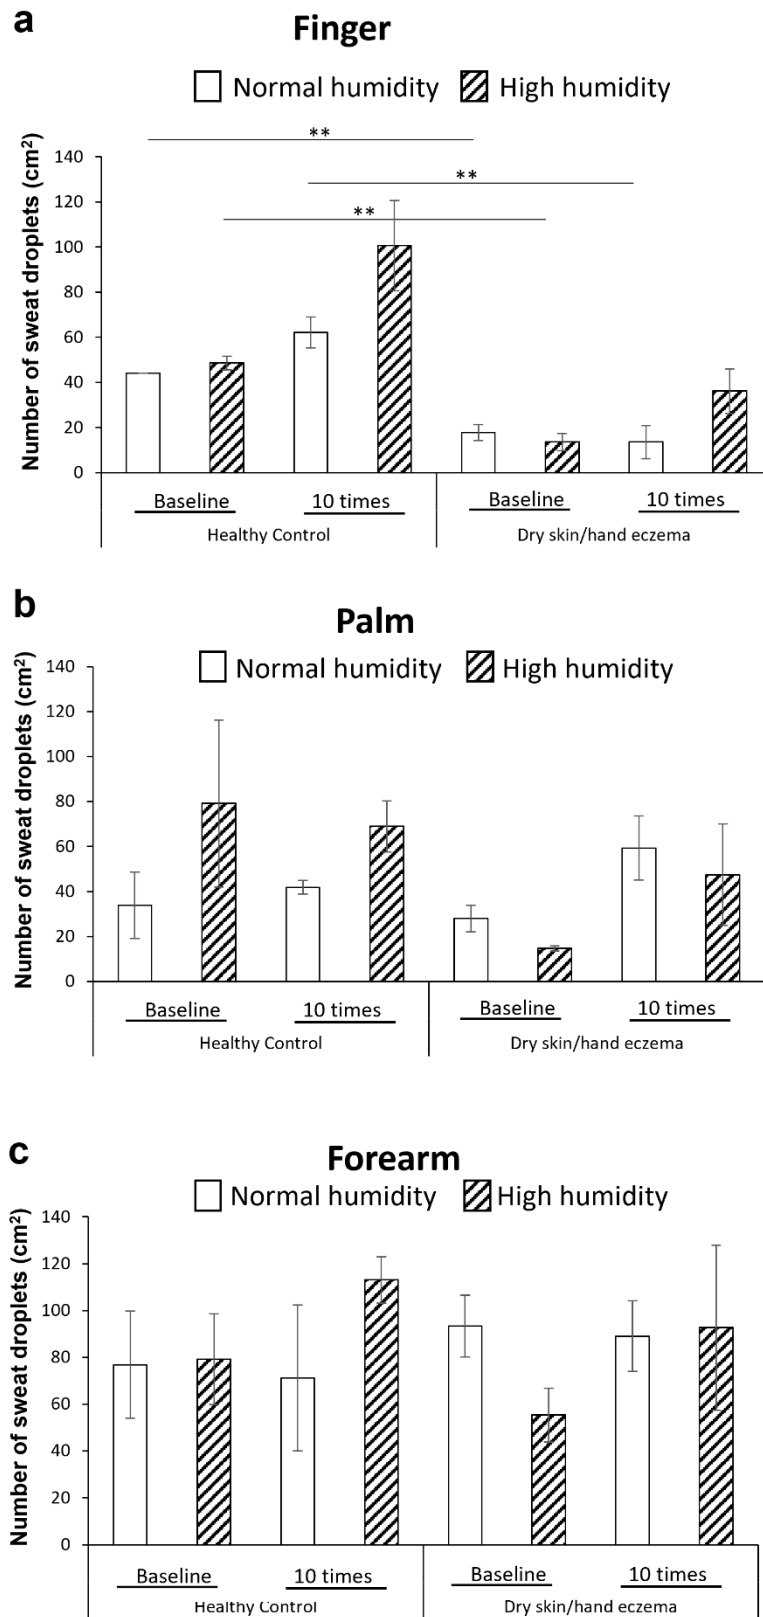 a
Finger
Normal humidity High humidity
Number of sweat droplets (cm²)
140
120
100
80
60
40
20
0
**
**
**
Baseline 10 times Baseline 10 times
Healthy Control Dry skin/hand eczema
b
Palm
Normal humidity High humidity
Number of sweat droplets (cm²)
140
120
100
80
60
40
20
0
Baseline 10 times Baseline 10 times
Healthy Control Dry skin/hand eczema
c
Forearm
Normal humidity High humidity
Number of sweat droplets (cm²)
140
120
100
80
60
40
20
0
Baseline 10 times Baseline 10 times
Healthy Control Dry skin/hand eczema